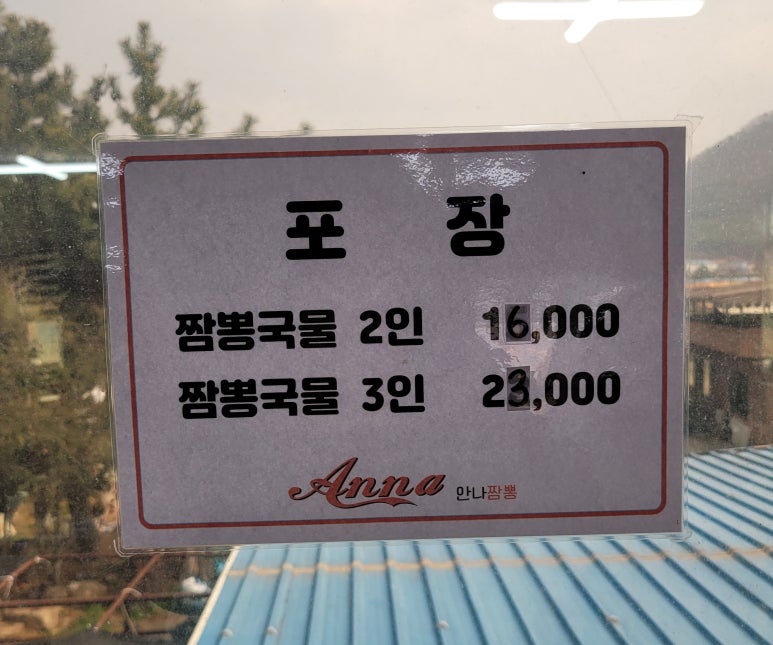 포 장
짬뽕국물 2인 16,000
짬뽕국물 3인 23,000
Anna 안나짬뽕